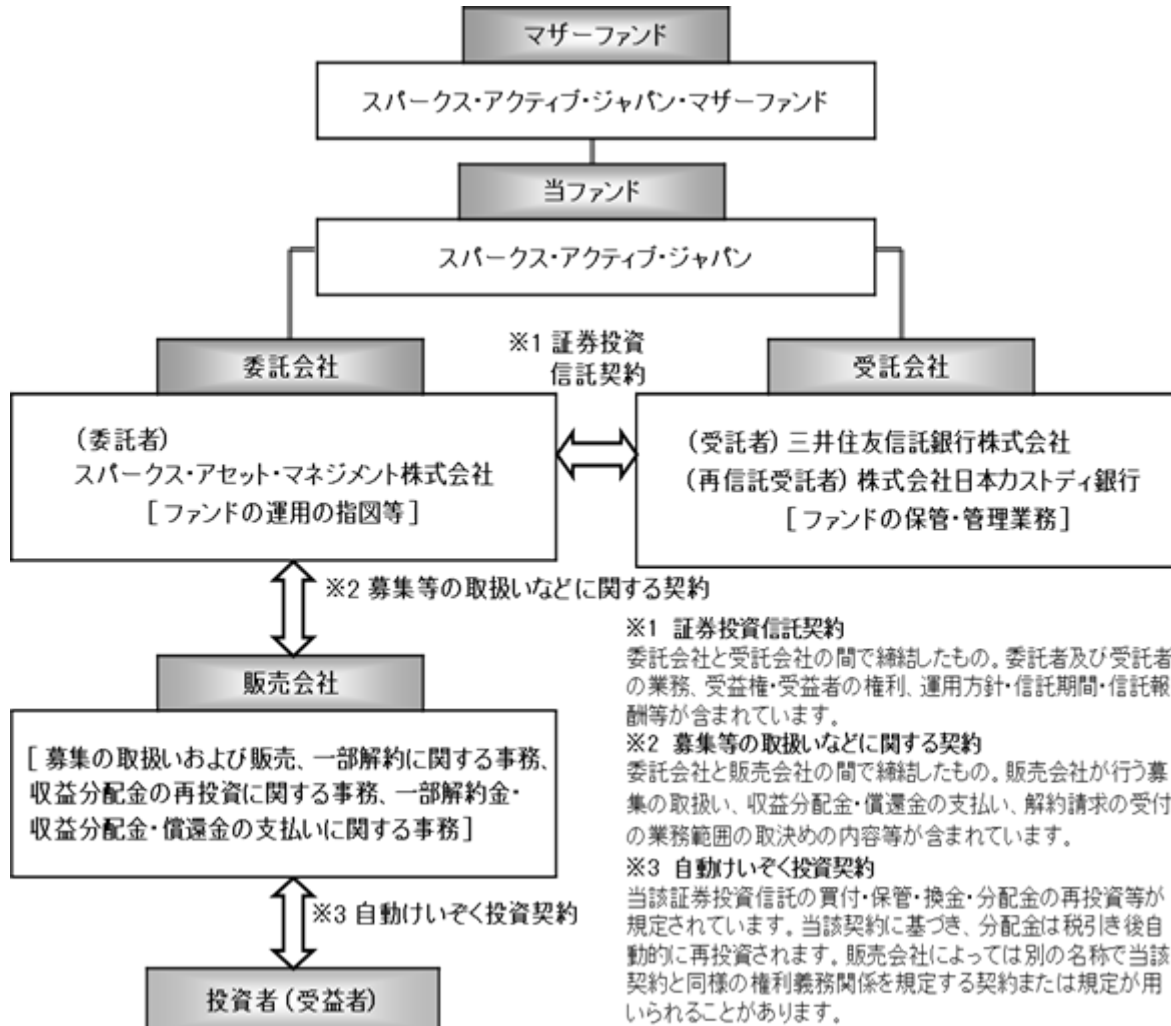 マザーファンド
スパークス・アクティブ・ジャパン・マザーファンド
当ファンド
スパークス・アクティブ・ジャパン
※1 証券投資
信託契約
委託会社
(委託者)
スパークス・アセット・マネジメント株式会社
[ファンドの運用の指図等]
受託会社
(受託者) 三井住友信託銀行株式会社
(再信託受託者) 株式会社日本カストディ銀行
[ファンドの保管・管理業務]
※2 募集等の取扱いなどに関する契約
販売会社
[募集の取扱いおよび販売、一部解約に関する事務、
収益分配金の再投資に関する事務、一部解約金・
収益分配金・償還金の支払いに関する事務]
※3 自動けいぞく投資契約
投資者(受益者)
※1 証券投資信託契約
委託会社と受託会社の間で締結したもの。委託者及び受託者
の業務、受益権・受益者の権利、運用方針・信託期間・信託報
酬等が含まれています。
※2 募集等の取扱いなどに関する契約
委託会社と販売会社の間で締結したもの。販売会社が行う募
集の取扱い、収益分配金・償還金の支払い、解約請求の受付
の業務範囲の取決めの内容等が含まれています。
※3 自動けいぞく投資契約
当該証券投資信託の買付・保管・換金・分配金の再投資等が
規定されています。当該契約に基づき、分配金は税引き後自
動的に再投資されます。販売会社によっては別の名称で当該
契約と同様の権利義務関係を規定する契約または規定が用
いられることがあります。